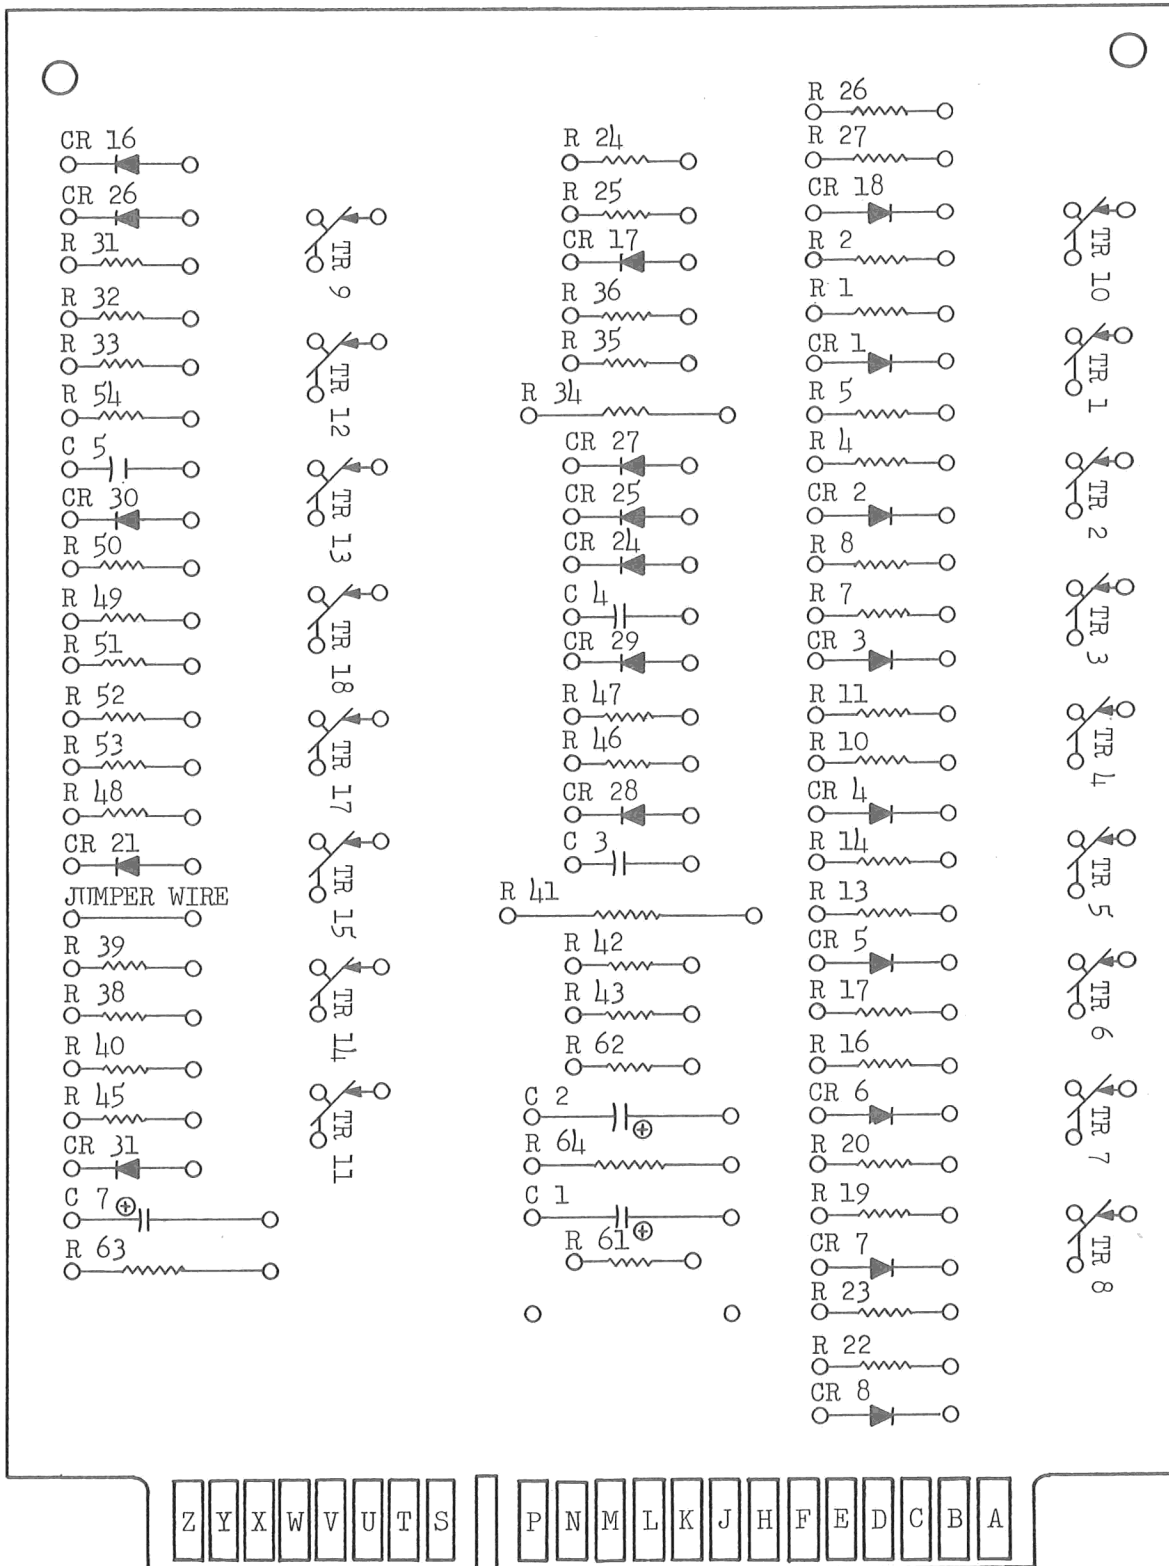 CR 16
CR 26
R 31
R 32
R 33
R 54
C 5
CR 30
R 50
R 49
R 51
R 52
R 53
R 48
CR 21
JUMPER WIRE
R 39
R 38
R 40
R 45
CR 31
C 7
R 63
TR 9
TR 12
TR 13
TR 18
TR 17
TR 15
TR 14
TR 11
R 24
R 25
CR 17
R 36
R 35
R 34
CR 27
CR 25
CR 24
C 4
CR 29
R 47
R 46
CR 28
C 3
R 41
R 42
R 43
R 62
C 2
R 64
C 1
R 61
R 26
R 27
CR 18
R 2
R 1
CR 1
R 5
R 4
CR 2
R 8
R 7
CR 3
R 11
R 10
CR 4
R 14
R 13
CR 5
R 17
R 16
CR 6
R 20
R 19
CR 7
R 23
R 22
CR 8
TR 10
TR 1
TR 2
TR 3
TR 4
TR 5
TR 6
TR 7
TR 8
Z Y X W V U T S P N M L K J H F E D C B A